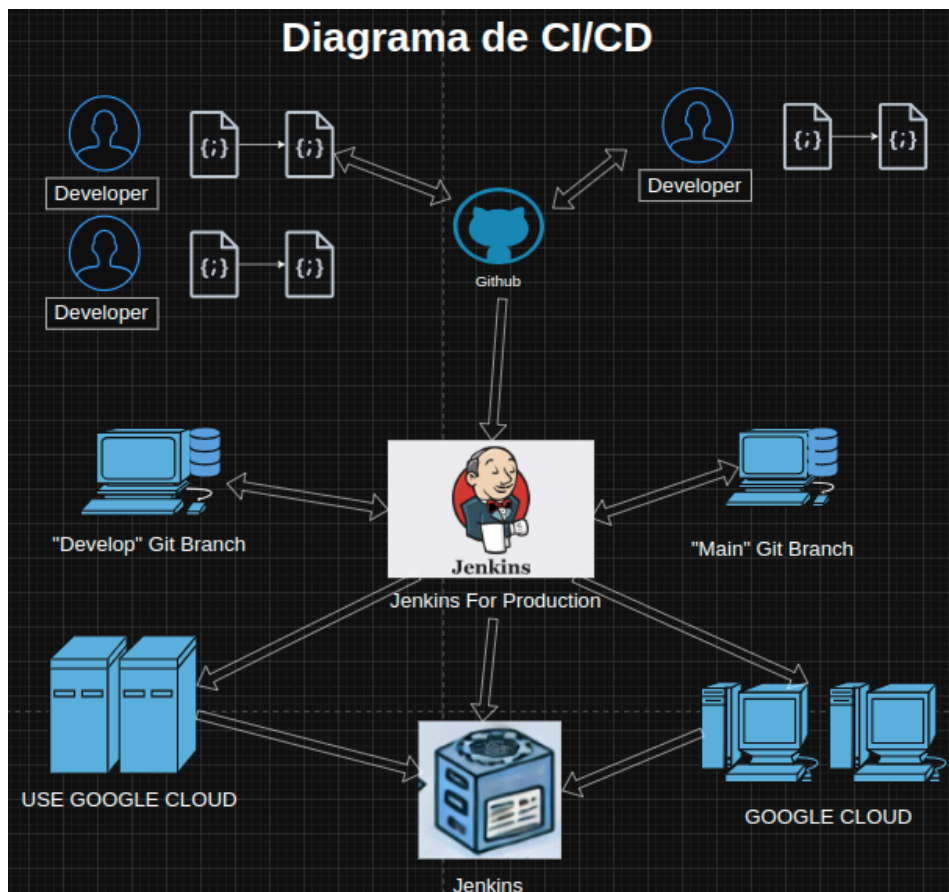 Diagrama de CI/CD
{;}
{;}
{;}
{;}
Developer
Developer
{;}
{;}
Developer
Github
Jenkins
"Develop" Git Branch
"Main" Git Branch
Jenkins For Production
USE GOOGLE CLOUD
GOOGLE CLOUD
Jenkins